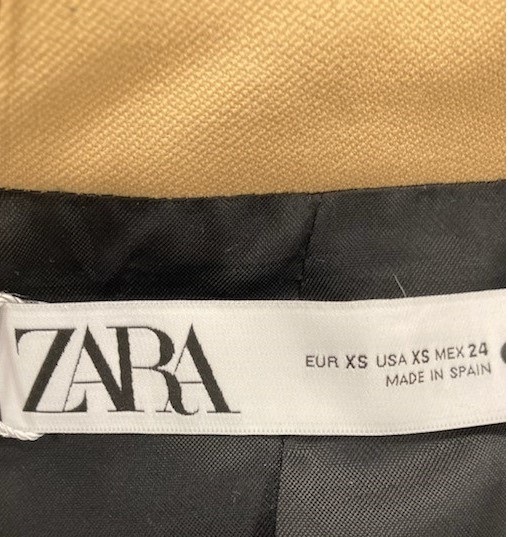 ZARA
EUR XS USA XS MEX 24
MADE IN SPAIN